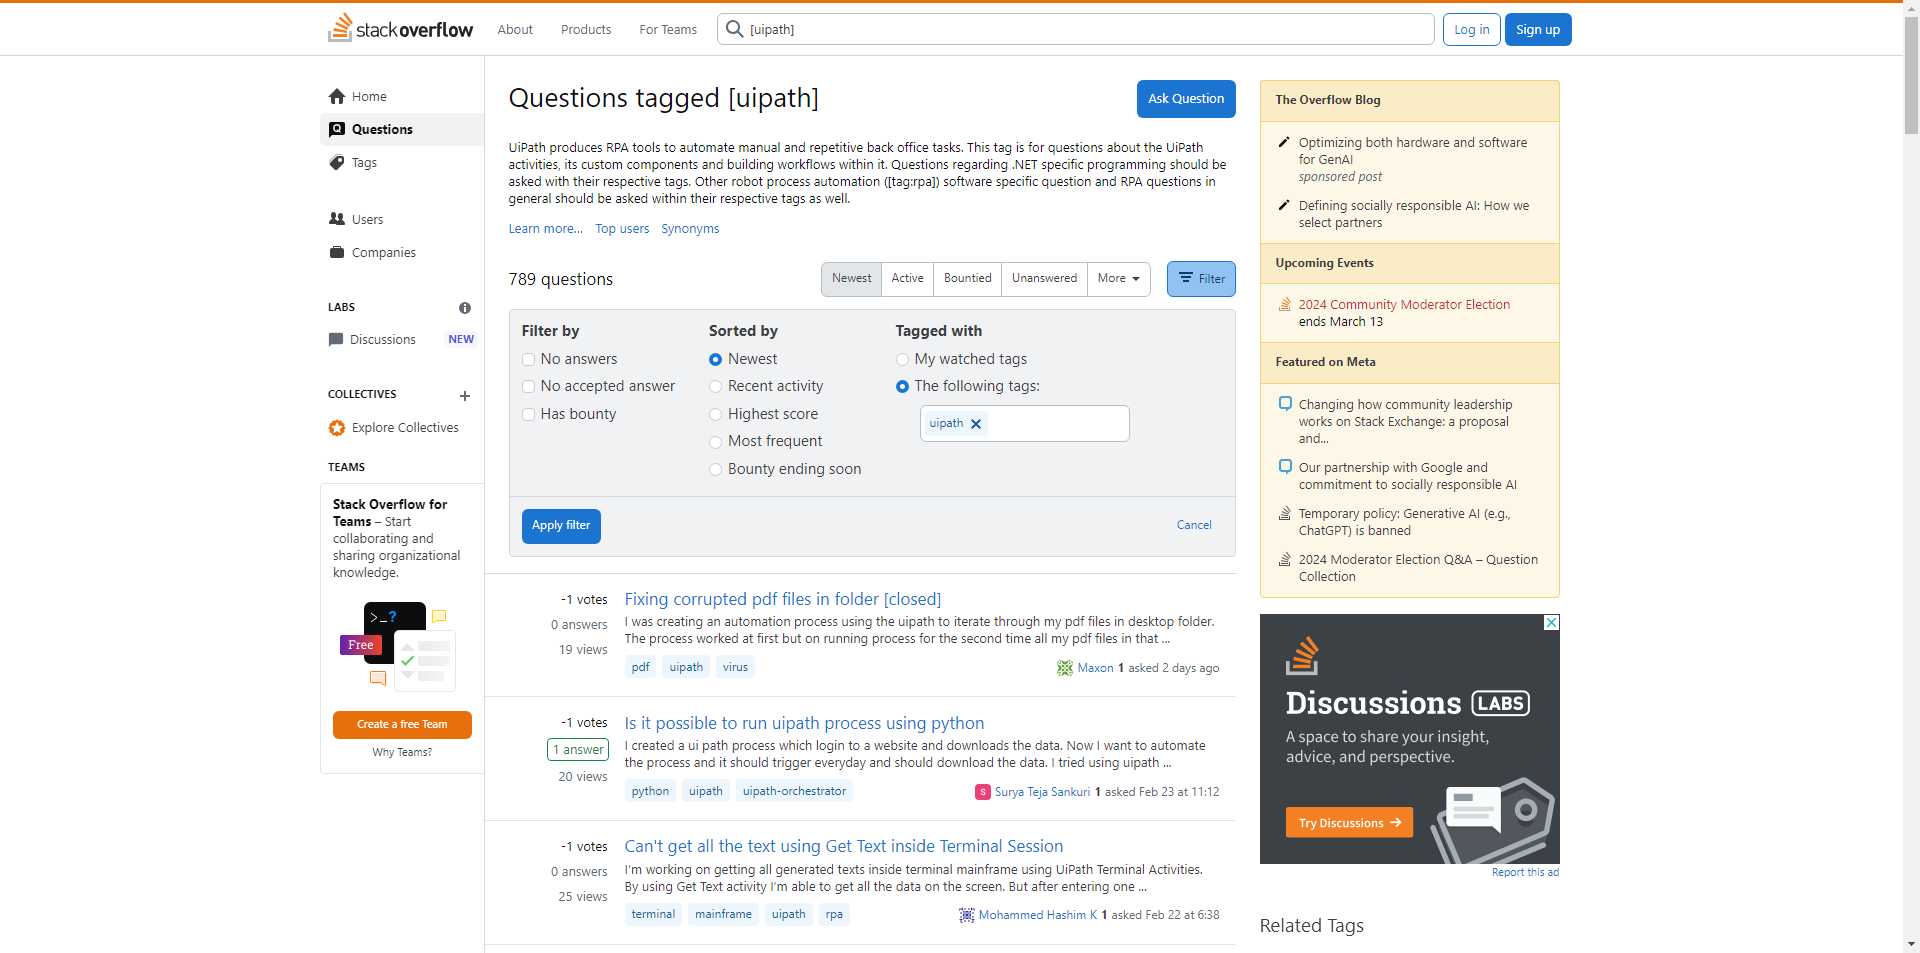 stack overflow
About
Products
For Teams
[uipath]
Log in
Sign up
Home
Questions
Tags
Users
Companies
LABS
Discussions NEW
COLLECTIVES
Explore Collectives
TEAMS
Stack Overflow for
Teams – Start
collaborating and
sharing organizational
knowledge.
>_?
Free
Create a free Team
Why Teams?
Questions tagged [uipath]
Ask Question
UiPath produces RPA tools to automate manual and repetitive back office tasks. This tag is for questions about the UiPath
activities, its custom components and building workflows within it. Questions regarding .NET specific programming should be
asked with their respective tags. Other robot process automation ([tag:rpa]) software specific question and RPA questions in
general should be asked within their respective tags as well.
Learn more... Top users Synonyms
789 questions
Newest Active Bountied Unanswered More
Filter
Filter by
No answers
No accepted answer
Has bounty
Sorted by
Newest
Recent activity
Highest score
Most frequent
Bounty ending soon
Tagged with
My watched tags
The following tags:
uipath
Apply filter
Cancel
-1 votes
0 answers
19 views
Fixing corrupted pdf files in folder [closed]
I was creating an automation process using the uipath to iterate through my pdf files in desktop folder.
The process worked at first but on running process for the second time all my pdf files in that ...
pdf uipath virus
Maxon 1 asked 2 days ago
-1 votes
1 answer
20 views
Is it possible to run uipath process using python
I created a ui path process which login to a website and downloads the data. Now I want to automate
the process and it should trigger everyday and should download the data. I tried using uipath ...
python uipath uipath-orchestrator
S Surya Teja Sankuri 1 asked Feb 23 at 11:12
-1 votes
0 answers
25 views
Can't get all the text using Get Text inside Terminal Session
I'm working on getting all generated texts inside terminal mainframe using UiPath Terminal Activities.
By using Get Text activity I'm able to get all the data on the screen. But after entering one ...
terminal mainframe uipath rpa
Mohammed Hashim K 1 asked Feb 22 at 6:38
The Overflow Blog
Optimizing both hardware and software
for GenAI
sponsored post
Defining socially responsible AI: How we
select partners
Upcoming Events
2024 Community Moderator Election
ends March 13
Featured on Meta
Changing how community leadership
works on Stack Exchange: a proposal
and...
Our partnership with Google and
commitment to socially responsible AI
Temporary policy: Generative AI (e.g.,
ChatGPT) is banned
2024 Moderator Election Q&A – Question
Collection
Discussions LABS
A space to share your insight,
advice, and perspective.
Try Discussions →
Report this ad
Related Tags